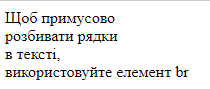 Щоб примусово
розбивати рядки
в тексті,
використовуйте елемент br